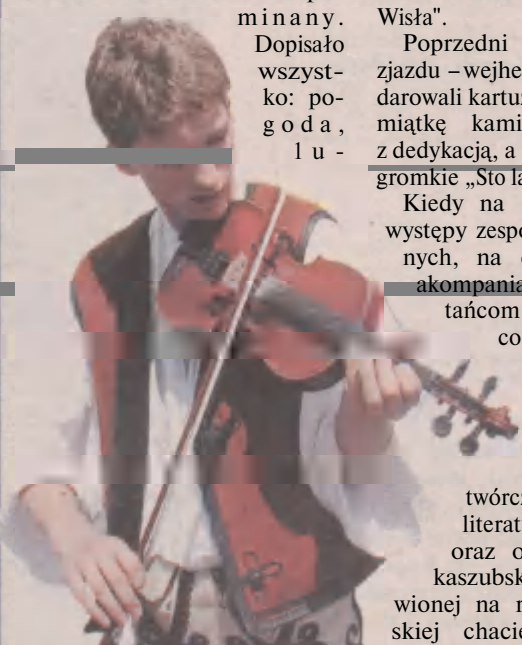 minany.
Dopisało
wszyst-
ko: po-
goda,
lu-
Wisła".
Poprzedni
zjazdu – wejhe
darowali kartuz
miątkę kami
z dedykacją, a
gromkie „Sto la
Kiedy na
występy zespo
nych, na
akompania
tańcom
co
twórcz
literat
oraz o
kaszubsk
wionej na
skiej chacie